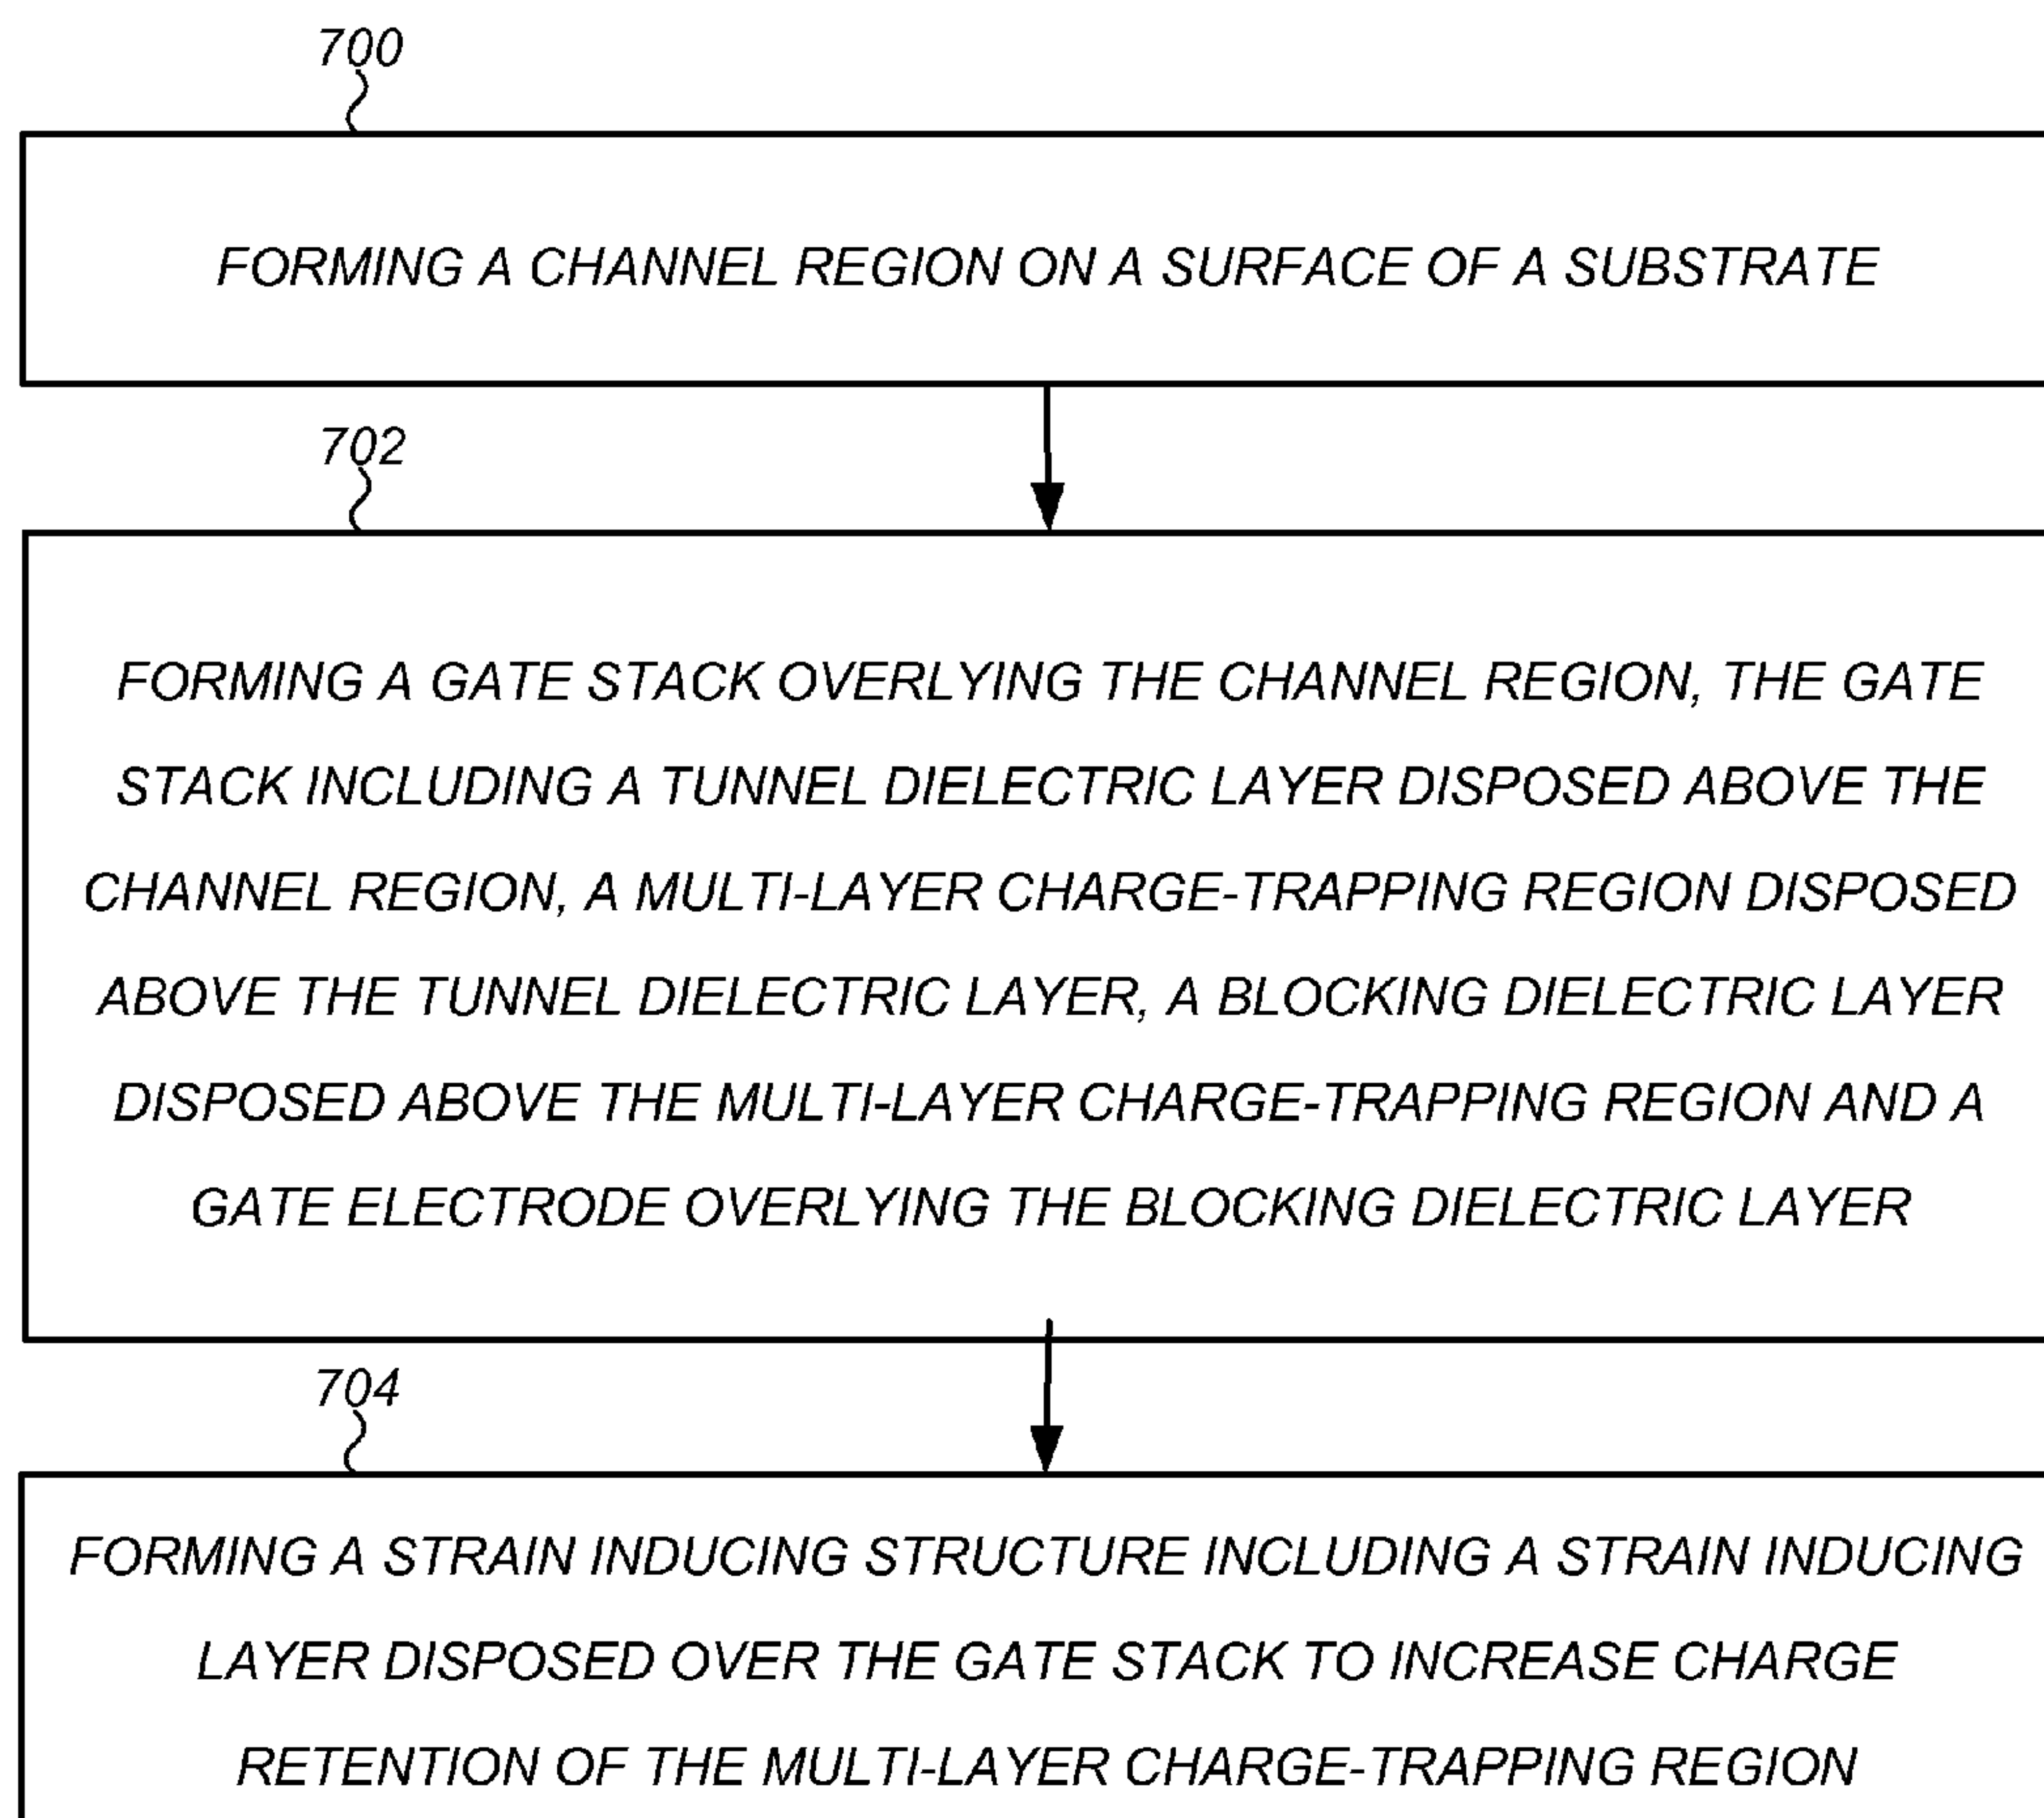 700
FORMING A CHANNEL REGION ON A SURFACE OF A SUBSTRATE
702
FORMING A GATE STACK OVERLYING THE CHANNEL REGION, THE GATE
STACK INCLUDING A TUNNEL DIELECTRIC LAYER DISPOSED ABOVE THE
CHANNEL REGION, A MULTI-LAYER CHARGE-TRAPPING REGION DISPOSED
ABOVE THE TUNNEL DIELECTRIC LAYER, A BLOCKING DIELECTRIC LAYER
DISPOSED ABOVE THE MULTI-LAYER CHARGE-TRAPPING REGION AND A
GATE ELECTRODE OVERLYING THE BLOCKING DIELECTRIC LAYER
704
FORMING A STRAIN INDUCING STRUCTURE INCLUDING A STRAIN INDUCING
LAYER DISPOSED OVER THE GATE STACK TO INCREASE CHARGE
RETENTION OF THE MULTI-LAYER CHARGE-TRAPPING REGION